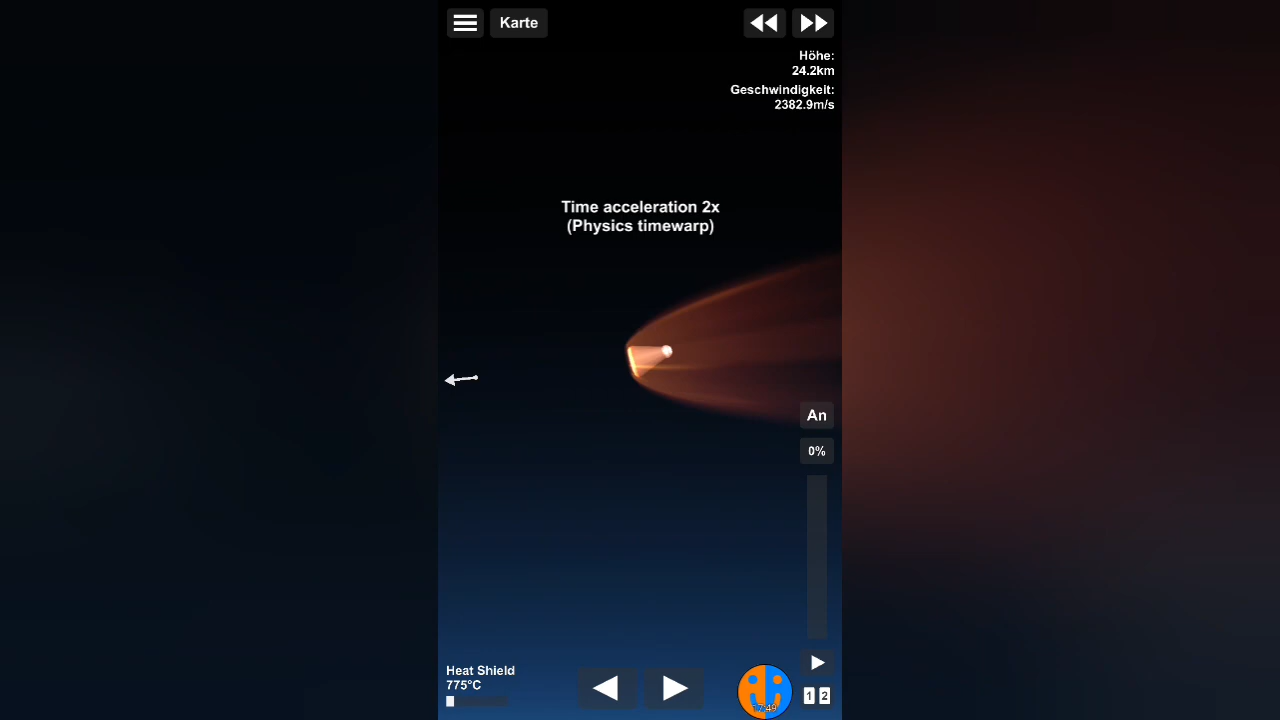 Karte
Höhe:
24.2km
Geschwindigkeit:
2382.9m/s
Time acceleration 2x
(Physics timewarp)
An
0%
Heat Shield
775°C
1 2